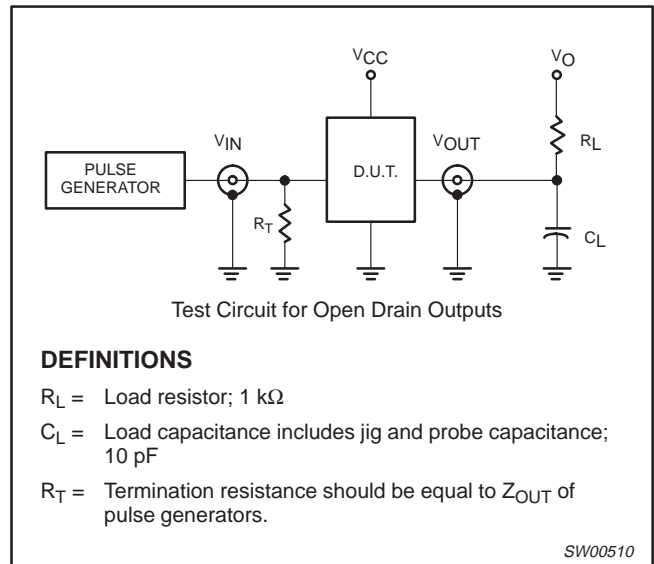 VCC
VO
VIN
VOUT
RL
PULSE
GENERATOR
D.U.T.
RT
CL
Test Circuit for Open Drain Outputs
DEFINITIONS
RL = Load resistor; 1 kΩ
CL = Load capacitance includes jig and probe capacitance;
10 pF
RT = Termination resistance should be equal to ZOUT of
pulse generators.
SW00510